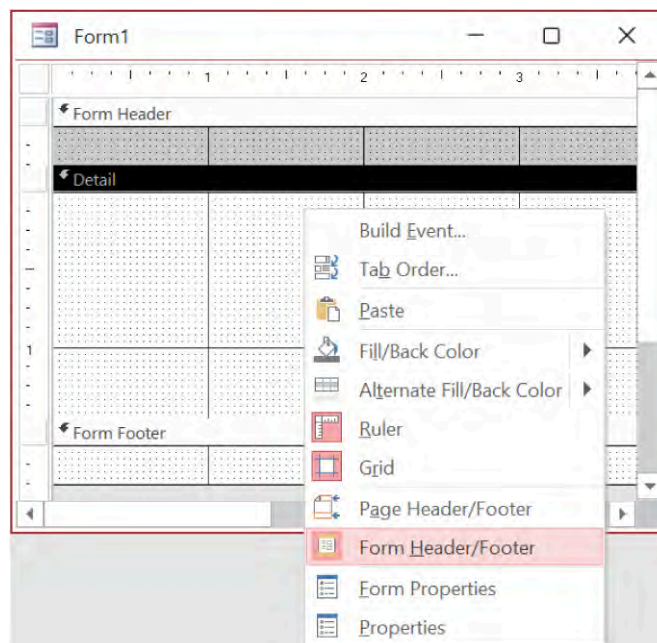 Form1
1 2 3
Form Header
Detail
1
Form Footer
Build Event...
Tab Order...
Paste
Fill/Back Color
Alternate Fill/Back Color
Ruler
Grid
Page Header/Footer
Form Header/Footer
Form Properties
Properties